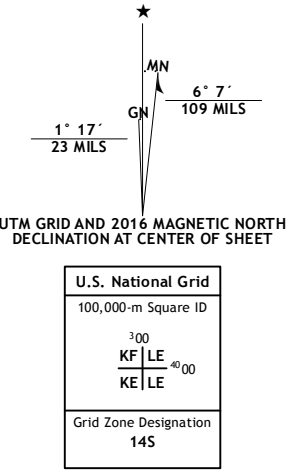 ★
MN
GN
6° 7´
109 MILS
1° 17´
23 MILS
UTM GRID AND 2016 MAGNETIC NORTH
DECLINATION AT CENTER OF SHEET
U.S. National Grid
100,000-m Square ID
³00
KF LE
⁴⁰00
KE LE
Grid Zone Designation
14S